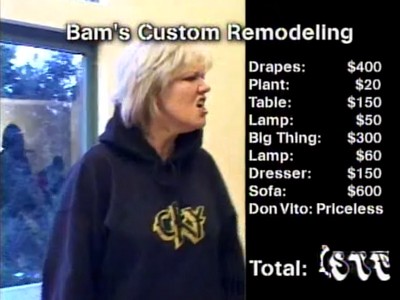 Bam's Custom Remodeling
Drapes: $400
Plant: $20
Table: $150
Lamp: $50
Big Thing: $300
Lamp: $60
Dresser: $150
Sofa: $600
Don Vito: Priceless
CKY
Total: